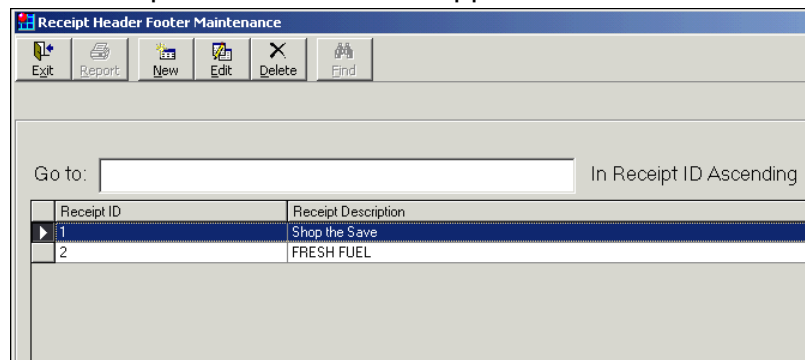 Receipt Header Footer Maintenance
Exit Report New Edit Delete Find
Go to: In Receipt ID Ascending
Receipt ID Receipt Description
1 Shop the Save
2 FRESH FUEL